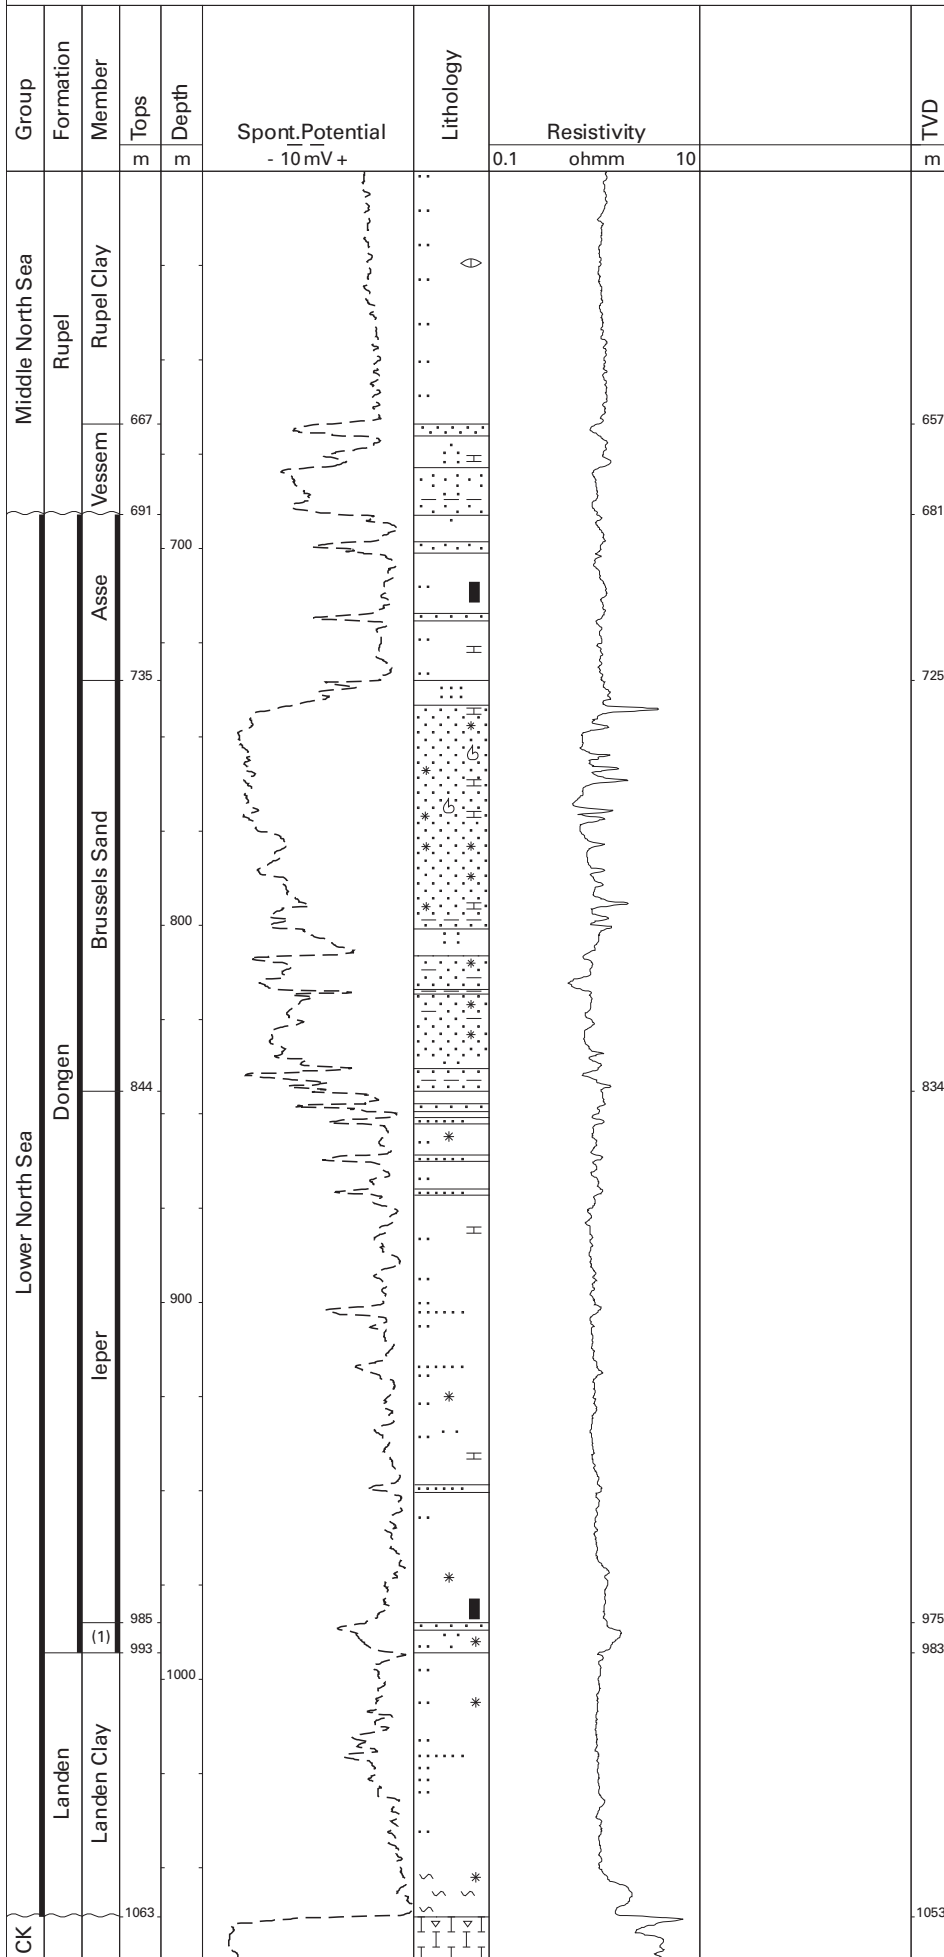 Group Formation Member Tops Depth Spont.Potential Lithology Resistivity TVD
m m - 10 mV + 0.1 ohmm 10 m
Middle North Sea
Rupel
Rupel Clay
667 657
Vessem
691 681
700
Asse
735 725
Brussels Sand
800
Lower North Sea
Dongen
844 834
Ieper
900
985 975
(1)
993 983
1000
Landen
Landen Clay
1063 1053
CK